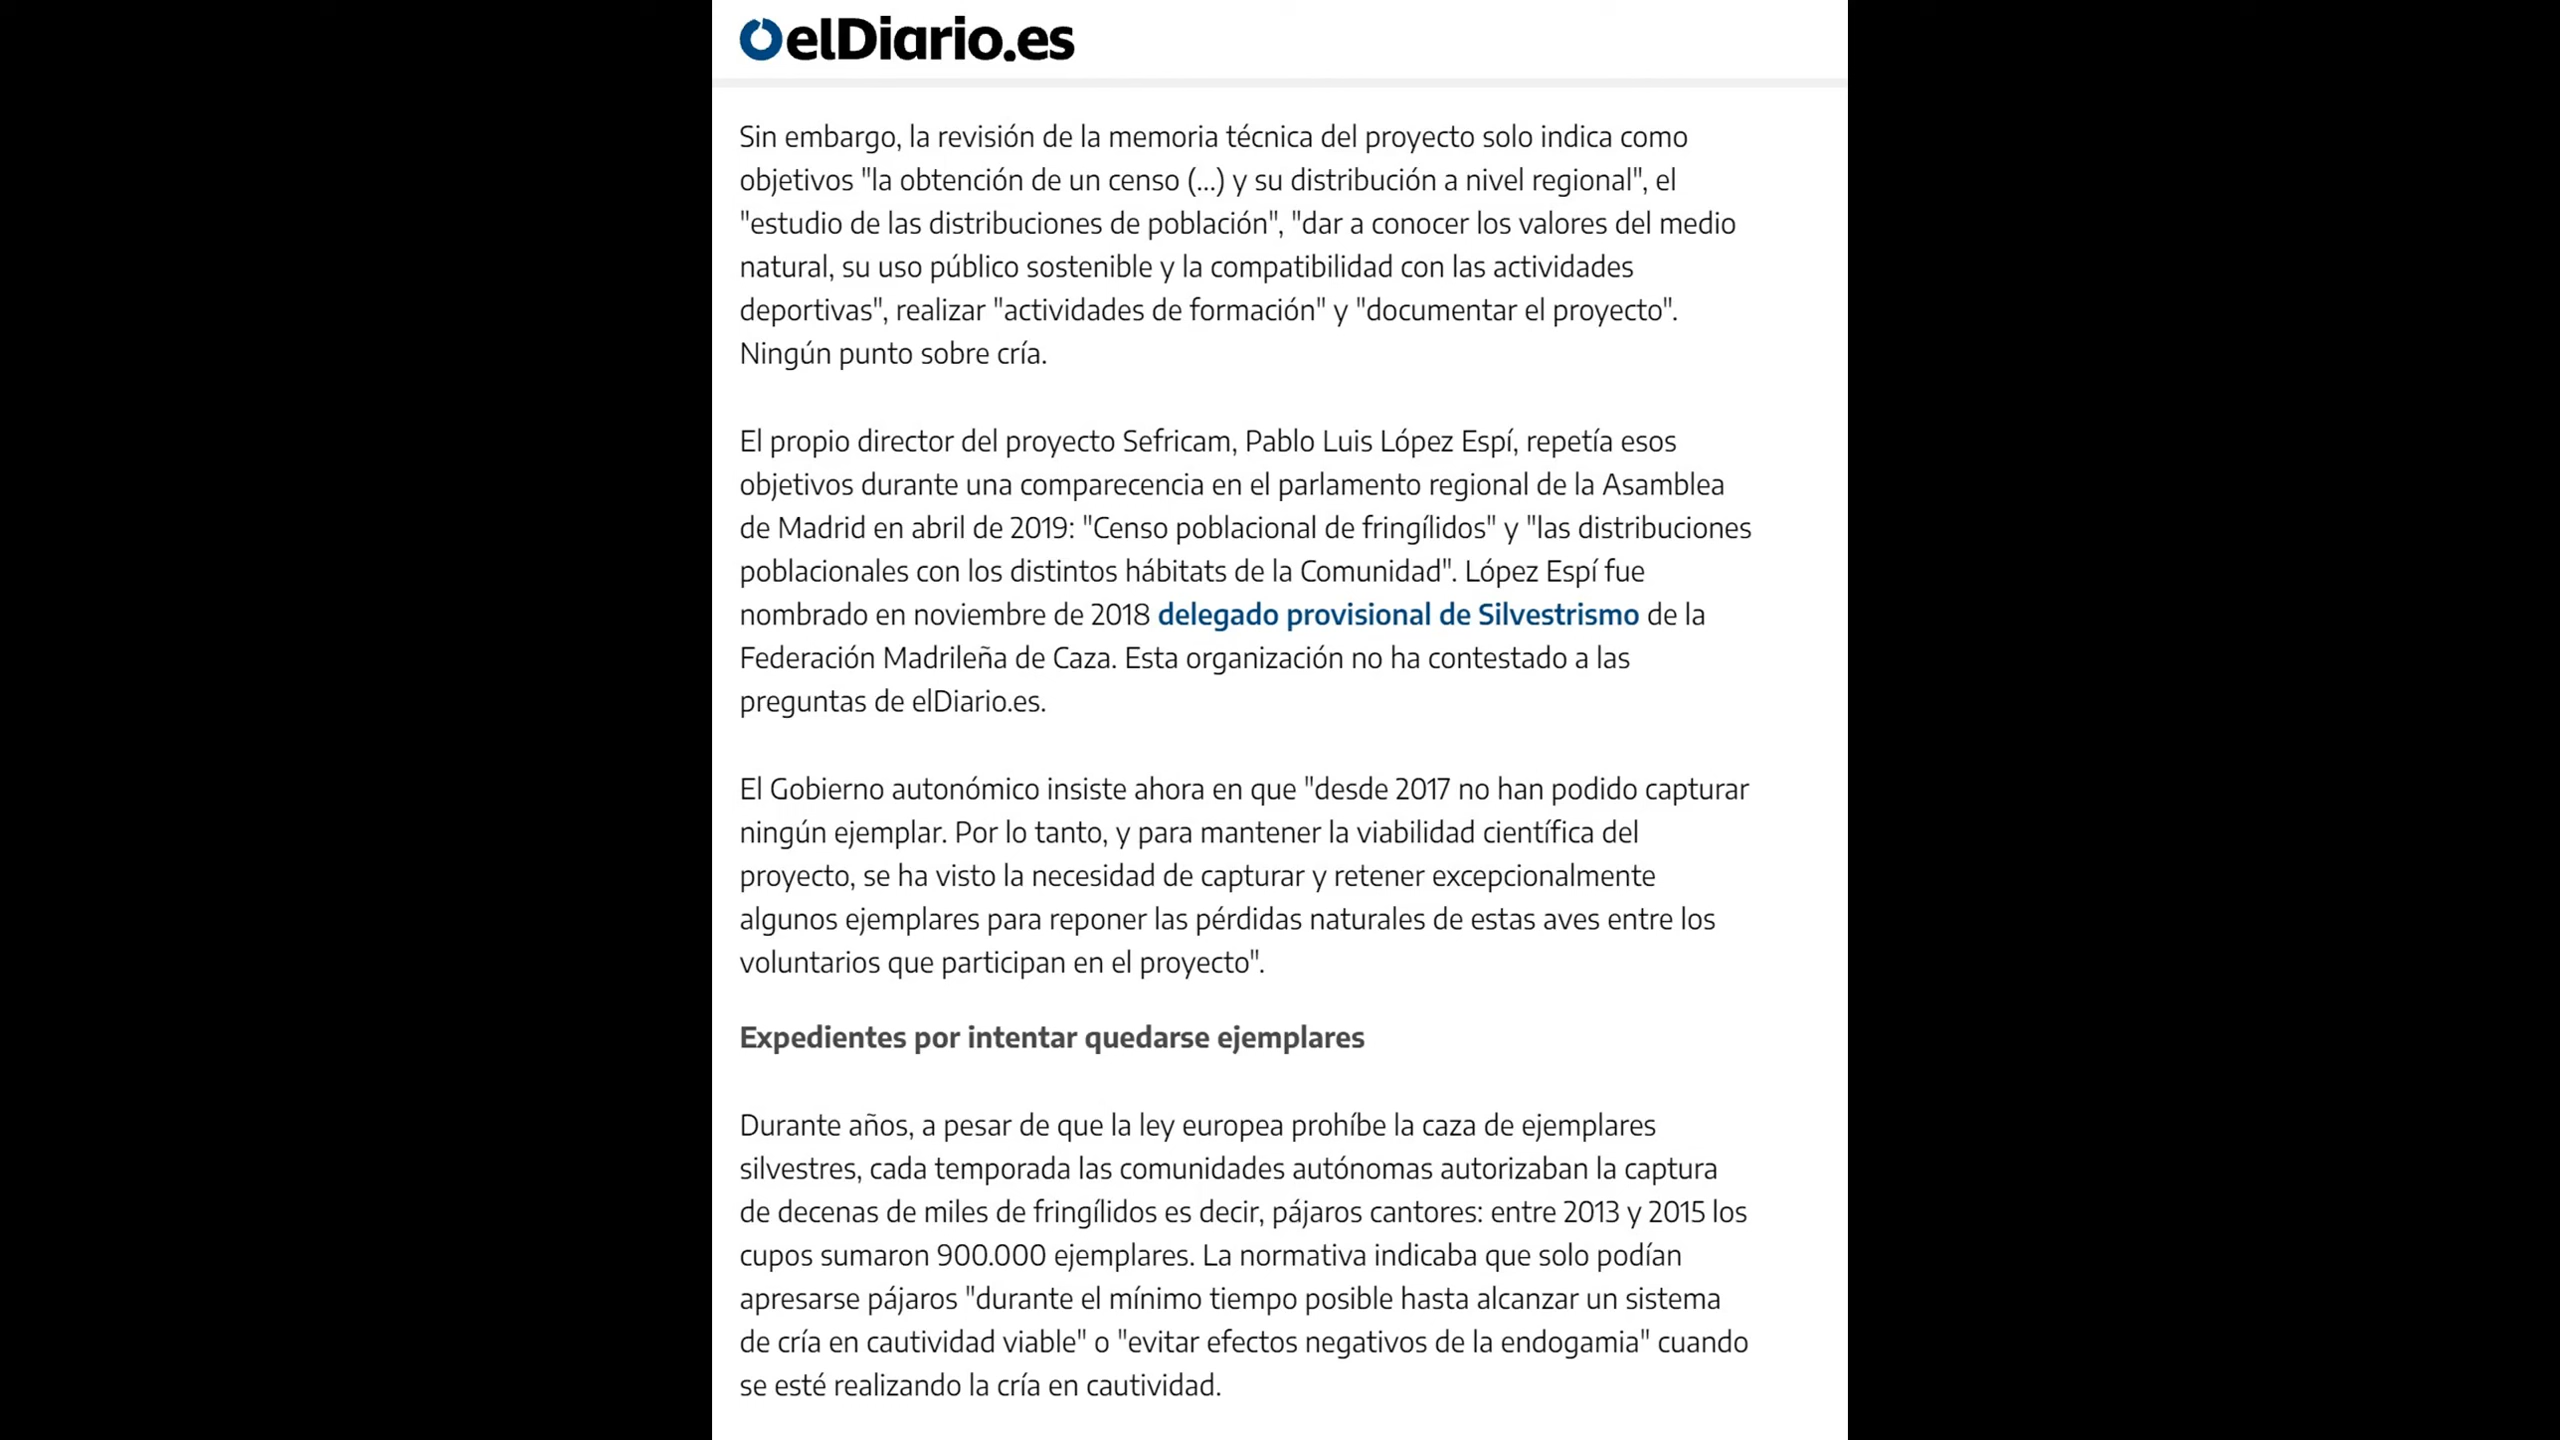 elDiario.es
Sin embargo, la revisión de la memoria técnica del proyecto solo indica como
objetivos "la obtención de un censo (...) y su distribución a nivel regional", el
"estudio de las distribuciones de población", "dar a conocer los valores del medio
natural, su uso público sostenible y la compatibilidad con las actividades
deportivas", realizar "actividades de formación" y "documentar el proyecto".
Ningún punto sobre cría.
El propio director del proyecto Sefricam, Pablo Luis López Espí, repetía esos
objetivos durante una comparecencia en el parlamento regional de la Asamblea
de Madrid en abril de 2019: "Censo poblacional de fringílidos" y "las distribuciones
poblacionales con los distintos hábitats de la Comunidad". López Espí fue
nombrado en noviembre de 2018 delegado provisional de Silvestrismo de la
Federación Madrileña de Caza. Esta organización no ha contestado a las
preguntas de elDiario.es.
El Gobierno autonómico insiste ahora en que "desde 2017 no han podido capturar
ningún ejemplar. Por lo tanto, y para mantener la viabilidad científica del
proyecto, se ha visto la necesidad de capturar y retener excepcionalmente
algunos ejemplares para reponer las pérdidas naturales de estas aves entre los
voluntarios que participan en el proyecto".
Expedientes por intentar quedarse ejemplares
Durante años, a pesar de que la ley europea prohíbe la caza de ejemplares
silvestres, cada temporada las comunidades autónomas autorizaban la captura
de decenas de miles de fringílidos es decir, pájaros cantores: entre 2013 y 2015 los
cupos sumaron 900.000 ejemplares. La normativa indicaba que solo podían
apresarse pájaros "durante el mínimo tiempo posible hasta alcanzar un sistema
de cría en cautividad viable" o "evitar efectos negativos de la endogamia" cuando
se esté realizando la cría en cautividad.